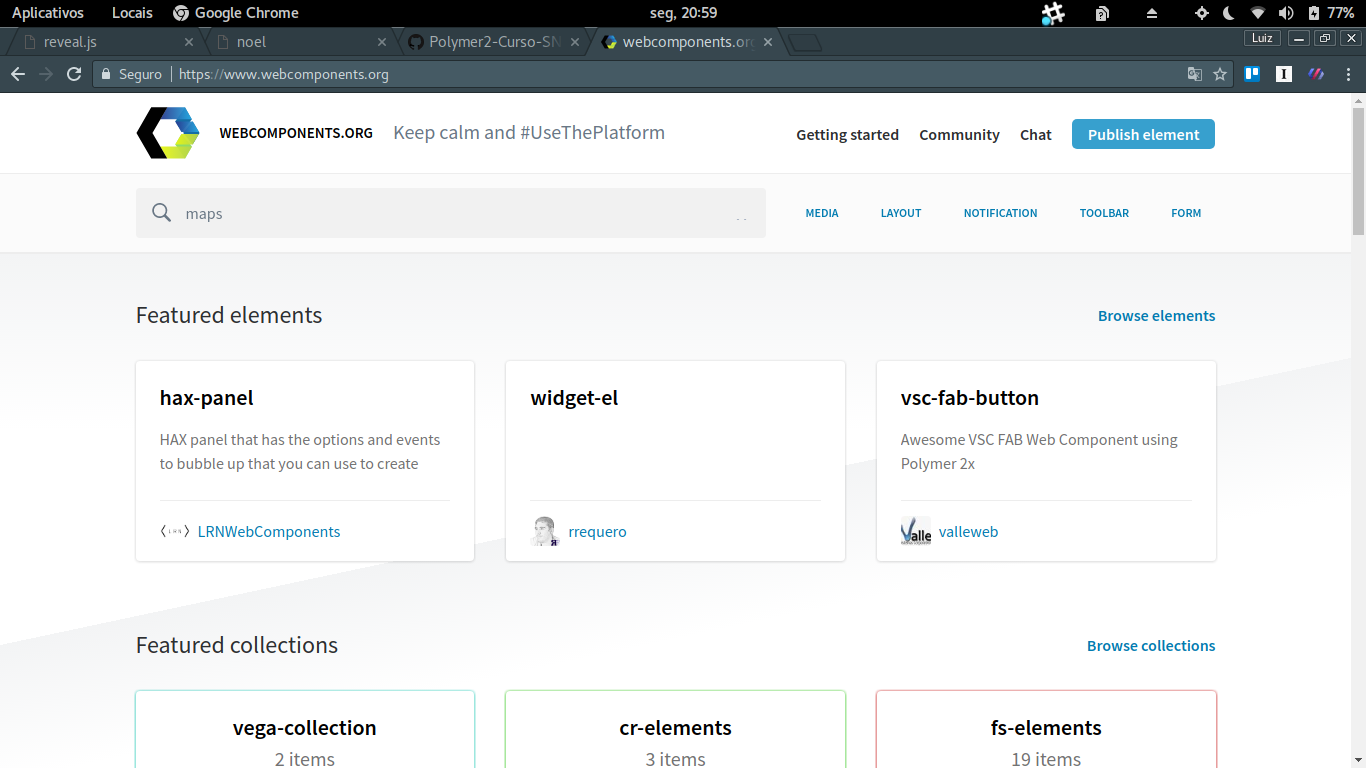 Aplicativos Locais Google Chrome seg, 20:59 77%
reveal.js noel Polymer2-Curso-SN webcomponents.org Luiz
Seguro https://www.webcomponents.org
WEBCOMPONENTS.ORG Keep calm and #UseThePlatform Getting started Community Chat Publish element
maps MEDIA LAYOUT NOTIFICATION TOOLBAR FORM
Featured elements Browse elements
hax-panel widget-el vsc-fab-button
HAX panel that has the options and events Awesome VSC FAB Web Component using
to bubble up that you can use to create Polymer 2x
LRN LRNWebComponents rrequero Valle valleweb
Featured collections Browse collections
vega-collection cr-elements fs-elements
2 items 3 items 19 items